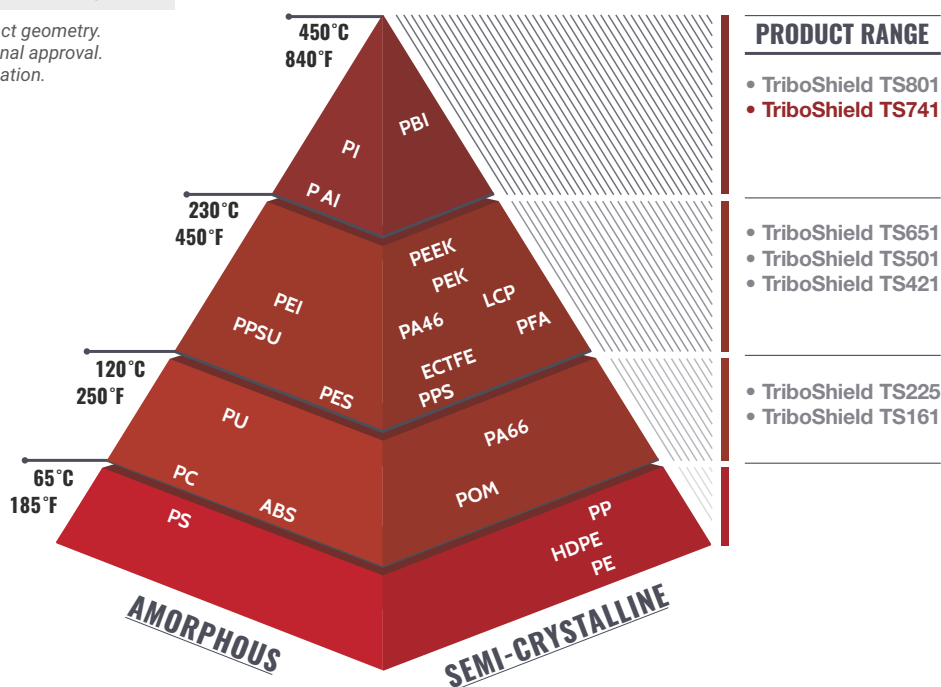 ct geometry.
nal approval.
ation.
450°C
840°F
PRODUCT RANGE
• TriboShield TS801
• TriboShield TS741
PBI
PI
P AI
230°C
450°F
• TriboShield TS651
• TriboShield TS501
• TriboShield TS421
PEEK
PEK
LCP
PEI
PA46
PFA
PPSU
ECTFE
PPS
PES
120°C
250°F
• TriboShield TS225
• TriboShield TS161
PU
PA66
PC
POM
ABS
65°C
185°F
PS
PP
HDPE
PE
AMORPHOUS
SEMI-CRYSTALLINE